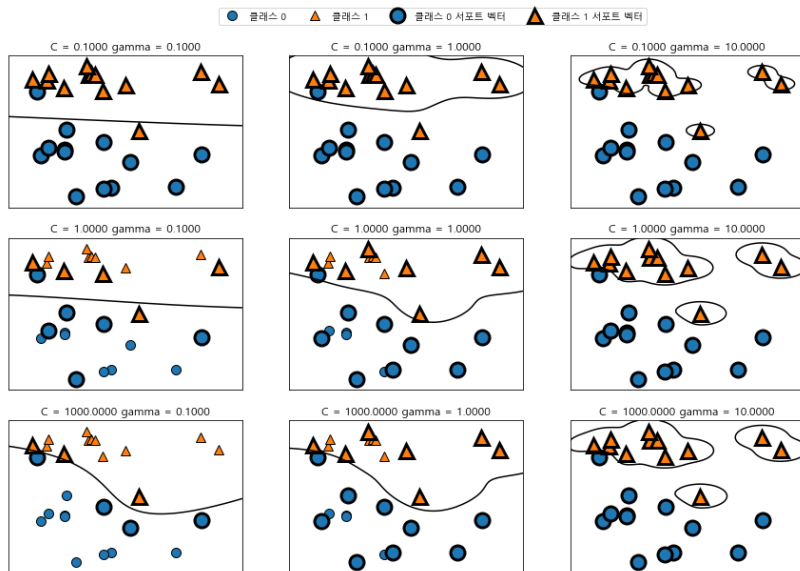 클래스 0 클래스 1 클래스 0 서포트 벡터 클래스 1 서포트 벡터
C = 0.1000 gamma = 0.1000
C = 0.1000 gamma = 1.0000
C = 0.1000 gamma = 10.0000
C = 1.0000 gamma = 0.1000
C = 1.0000 gamma = 1.0000
C = 1.0000 gamma = 10.0000
C = 1000.0000 gamma = 0.1000
C = 1000.0000 gamma = 1.0000
C = 1000.0000 gamma = 10.0000